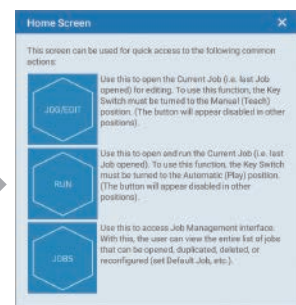 Home Screen ×
This screen can be used for quick access to the following common
actions:
JOG/EDIT
Use this to open the Current Job (i.e. last Job
opened) for editing. To use this function, the Key
Switch must be turned to the Manual (Teach)
position. (The button will appear disabled in other
positions).
RUN
Use this to open and run the Current Job (i.e. last
Job opened). To use this function, the Key Switch
must be turned to the Automatic (Play) position.
(The button will appear disabled in other
positions).
JOBS
Use this to access Job Management interface.
With this, the user can view the entire list of jobs
that can be opened, duplicated, deleted, or
reconfigured (set Default Job, etc.).